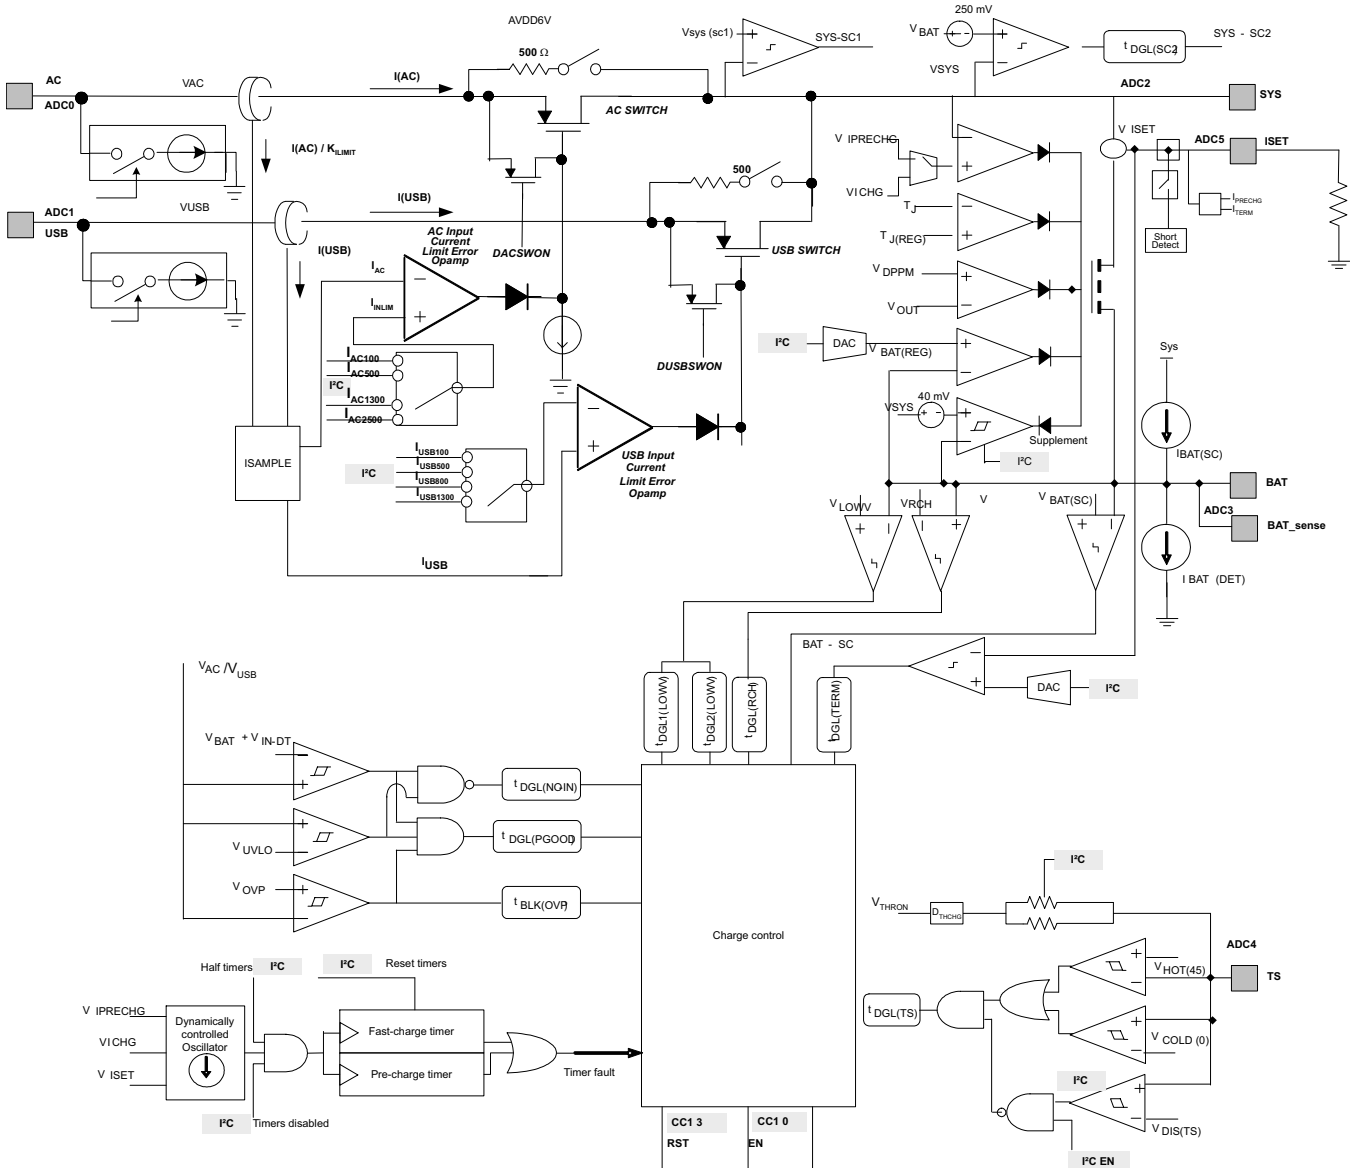 AVDD6V
250 mV
V BAT
Vsys (sc1)
SYS-SC1
t DGL(SC2)
SYS - SC2
VSYS
500 Ω
AC
ADC0
VAC
I(AC)
AC SWITCH
ADC2
SYS
V ISET
ADC5
ISET
V IPRECHG
VICHG
I(AC) / KILIMIT
500
IPRECHG
ITERM
Short
Detect
ADC1
USB
VUSB
I(USB)
TJ
T J(REG)
I(USB)
AC Input
Current
Limit Error
Opamp
DACSWON
USB SWITCH
IAC
IINLIM
V DPPM
V OUT
I²C
DAC
V BAT(REG)
Sys
DUSBSWON
IAC100
IAC500
I²C
IAC1300
IAC2500
VSYS
40 mV
Supplement
I²C
IBAT(SC)
ISAMPLE
I²C
IUSB100
IUSB500
IUSB800
IUSB1300
USB Input
Current
Limit Error
Opamp
BAT
V LOWV
VRCH
V
V BAT(SC)
ADC3
BAT_sense
IUSB
I BAT (DET)
BAT - SC
DAC
I²C
VAC /VUSB
tDGL1(LOWV)
tDGL2(LOWV)
tDGL(RCH)
tDGL(TERM)
VBAT + VIN-DT
t DGL(NOIN)
V UVLO
t DGL(PGOOD)
V OVP
t BLK(OVP)
Charge control
I²C
VTHRON
DTHCHG
ADC4
TS
VHOT(45)
t DGL(TS)
V COLD (0)
I²C
V DIS(TS)
I²C EN
Half timers
I²C
I²C
Reset timers
V IPRECHG
VICHG
V ISET
Dynamically
controlled
Oscillator
Fast-charge timer
Pre-charge timer
Timer fault
I²C
Timers disabled
CC1 3
CC1 0
RST
EN